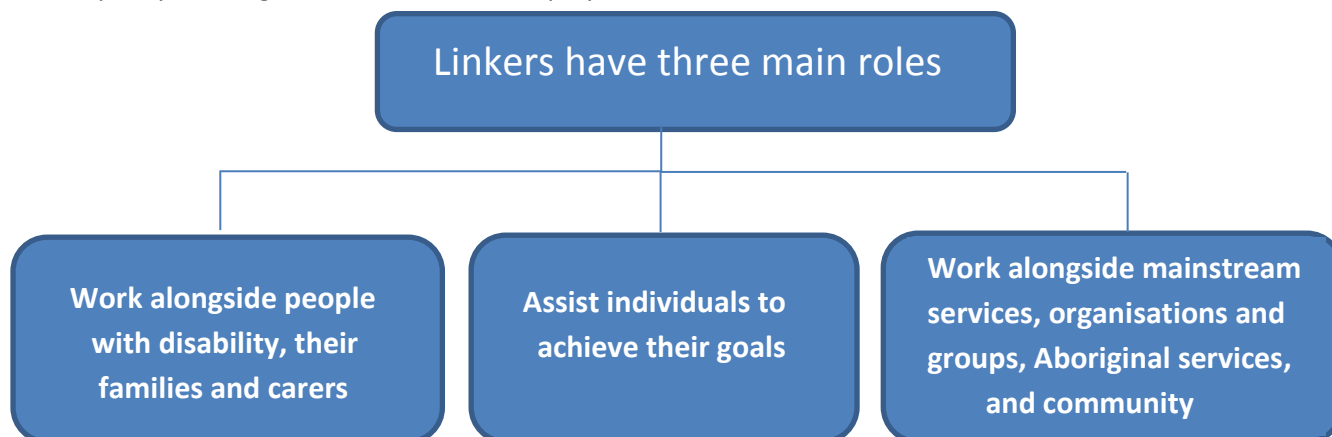 Linkers have three main roles
Work alongside people
with disability, their
families and carers
Assist individuals to
achieve their goals
Work alongside mainstream
services, organisations and
groups, Aboriginal services,
and community